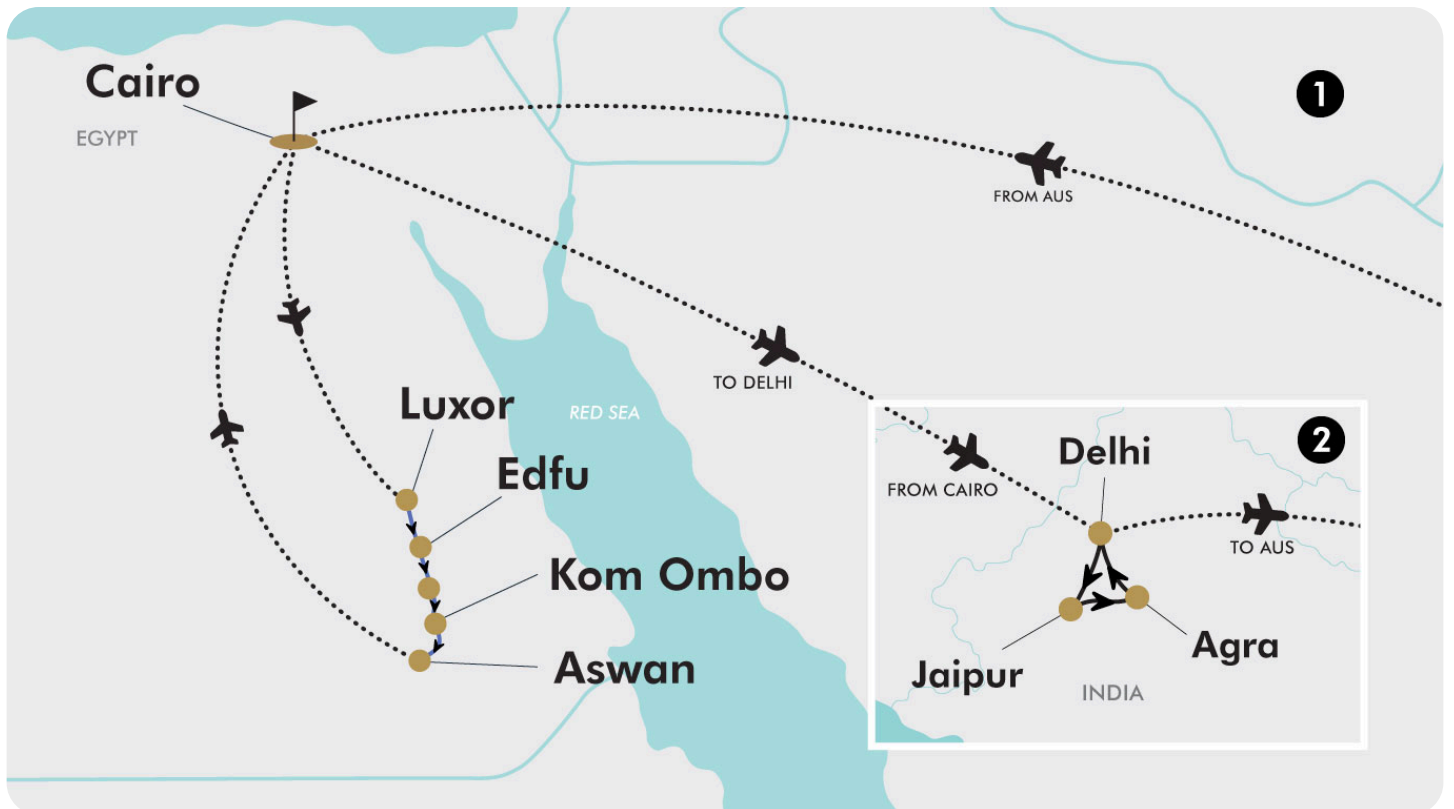 Cairo
EGYPT
1
FROM AUS
TO DELHI
Luxor
RED SEA
Edfu
Kom Ombo
Aswan
2
Delhi
FROM CAIRO
TO AUS
Agra
Jaipur
INDIA